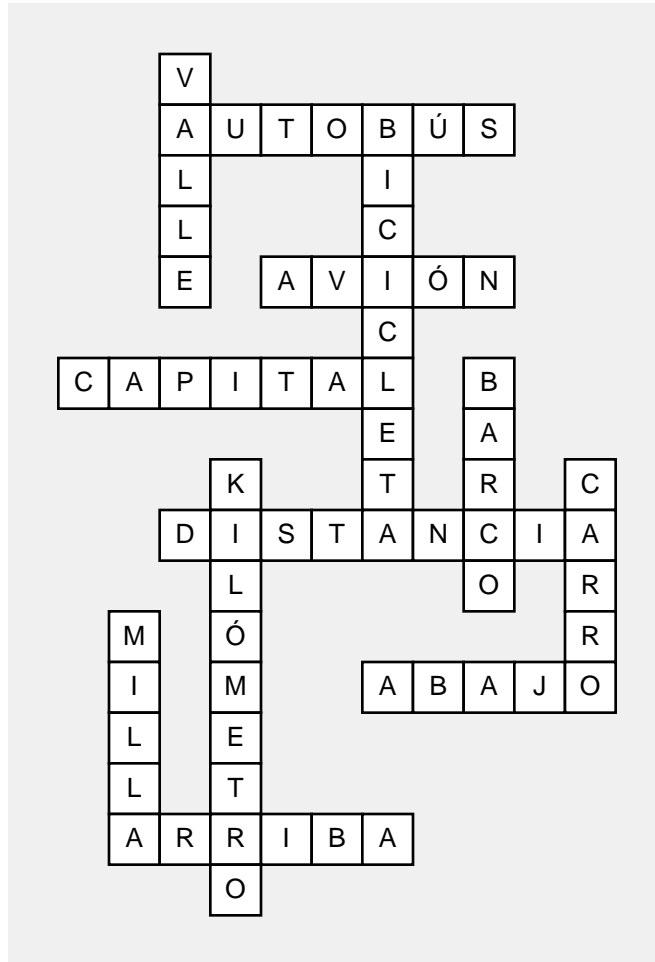 V
AUTOBÚS
L I
L C
E AVIÓN
C
CAPITAL B
E A
K T R C
DISTANCIA
L O R
M Ó R
I M ABAJO
L E
L T
ARRIBA
O